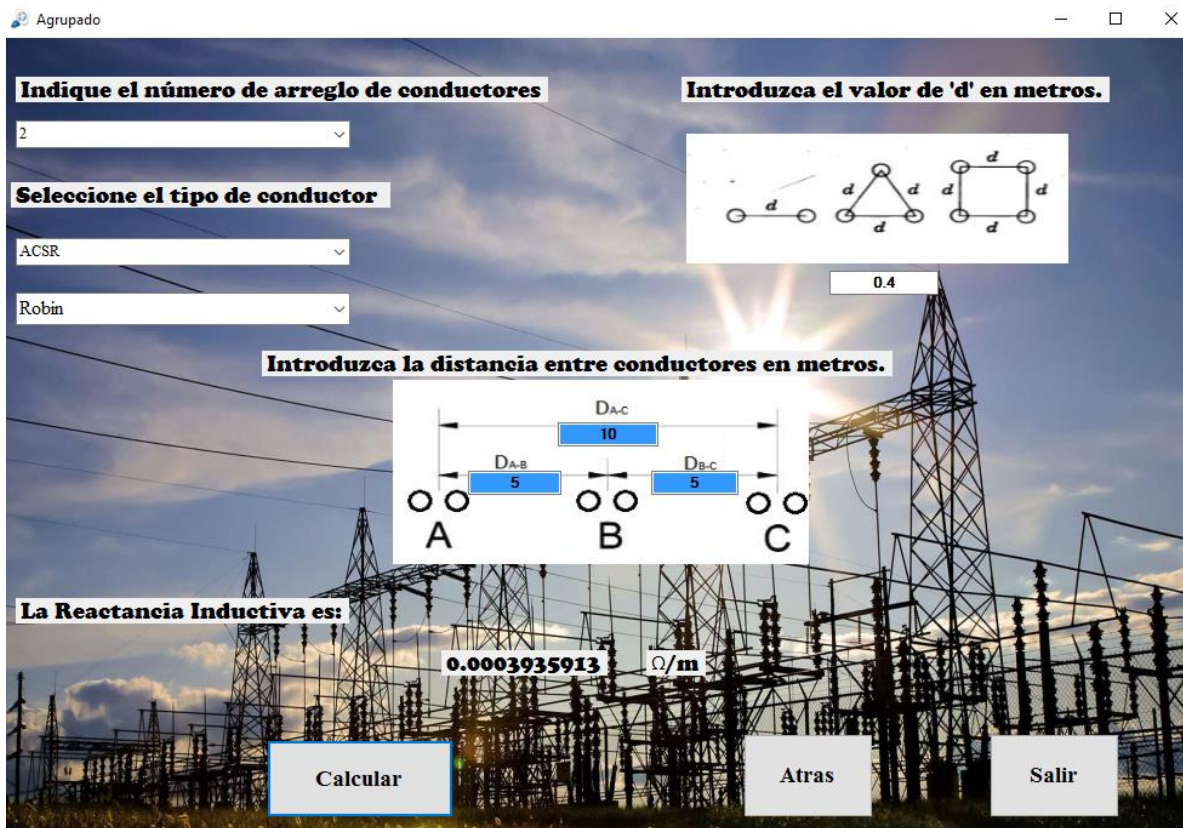 Agrupado
Indique el número de arreglo de conductores
2
Seleccione el tipo de conductor
ACSR
Robin
Introduzca el valor de 'd' en metros.
d d d d d d d d
0.4
Introduzca la distancia entre conductores en metros.
DA-C
10
DA-B DB-C
5 5
A B C
La Reactancia Inductiva es:
0.0003935913 Ω/m
Calcular Atras Salir